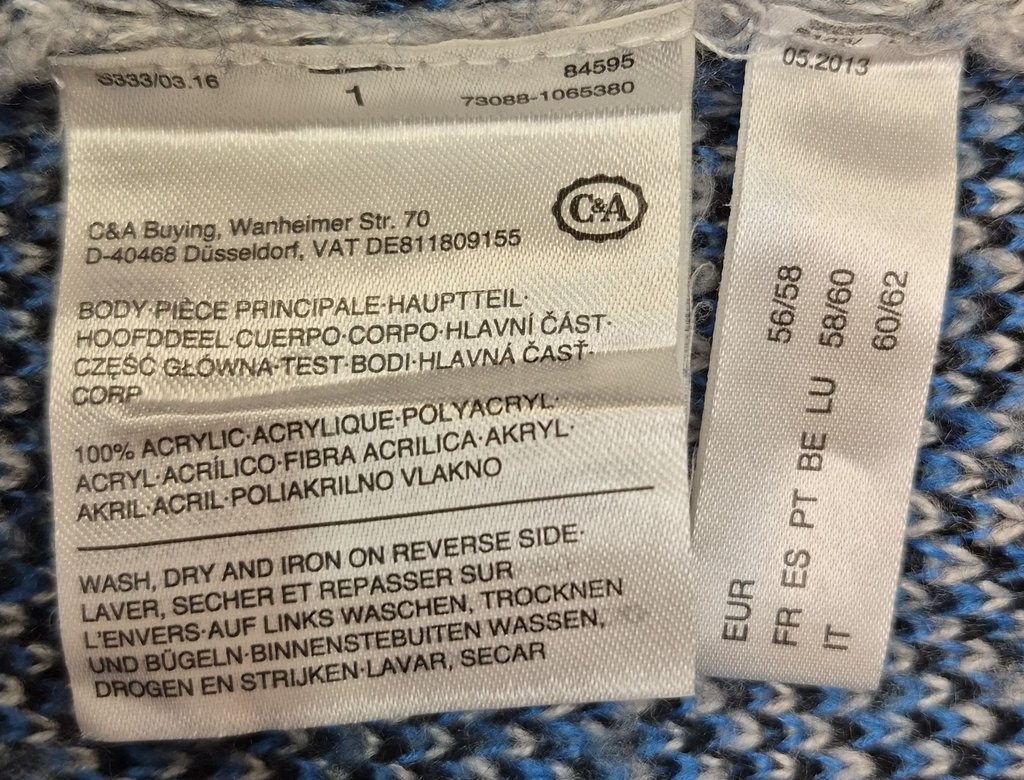 S333/03.16
1
84595
73088-1065380
C&A
C&A Buying, Wanheimer Str. 70
D-40468 Düsseldorf, VAT DE811809155
BODY·PIÈCE PRINCIPALE·HAUPTTEIL·
HOOFDDEEL·CUERPO·CORPO·HLAVNÍ ČÁST·
CZĘŚĆ GŁÓWNA·TEST·BODI·HLAVNÁ ČASŤ·
CORP
100% ACRYLIC·ACRYLIQUE·POLYACRYL·
ACRYL·ACRÍLICO·FIBRA ACRILICA·AKRYL·
AKRIL·ACRIL·POLIAKRILNO VLAKNO
WASH, DRY AND IRON ON REVERSE SIDE·
LAVER, SECHER ET REPASSER SUR
L'ENVERS·AUF LINKS WASCHEN, TROCKNEN
UND BÜGELN·BINNENSTEBUITEN WASSEN,
DROGEN EN STRIJKEN·LAVAR, SECAR
05.2013
EUR 56/58
FR ES PT BE LU 58/60
IT 60/62